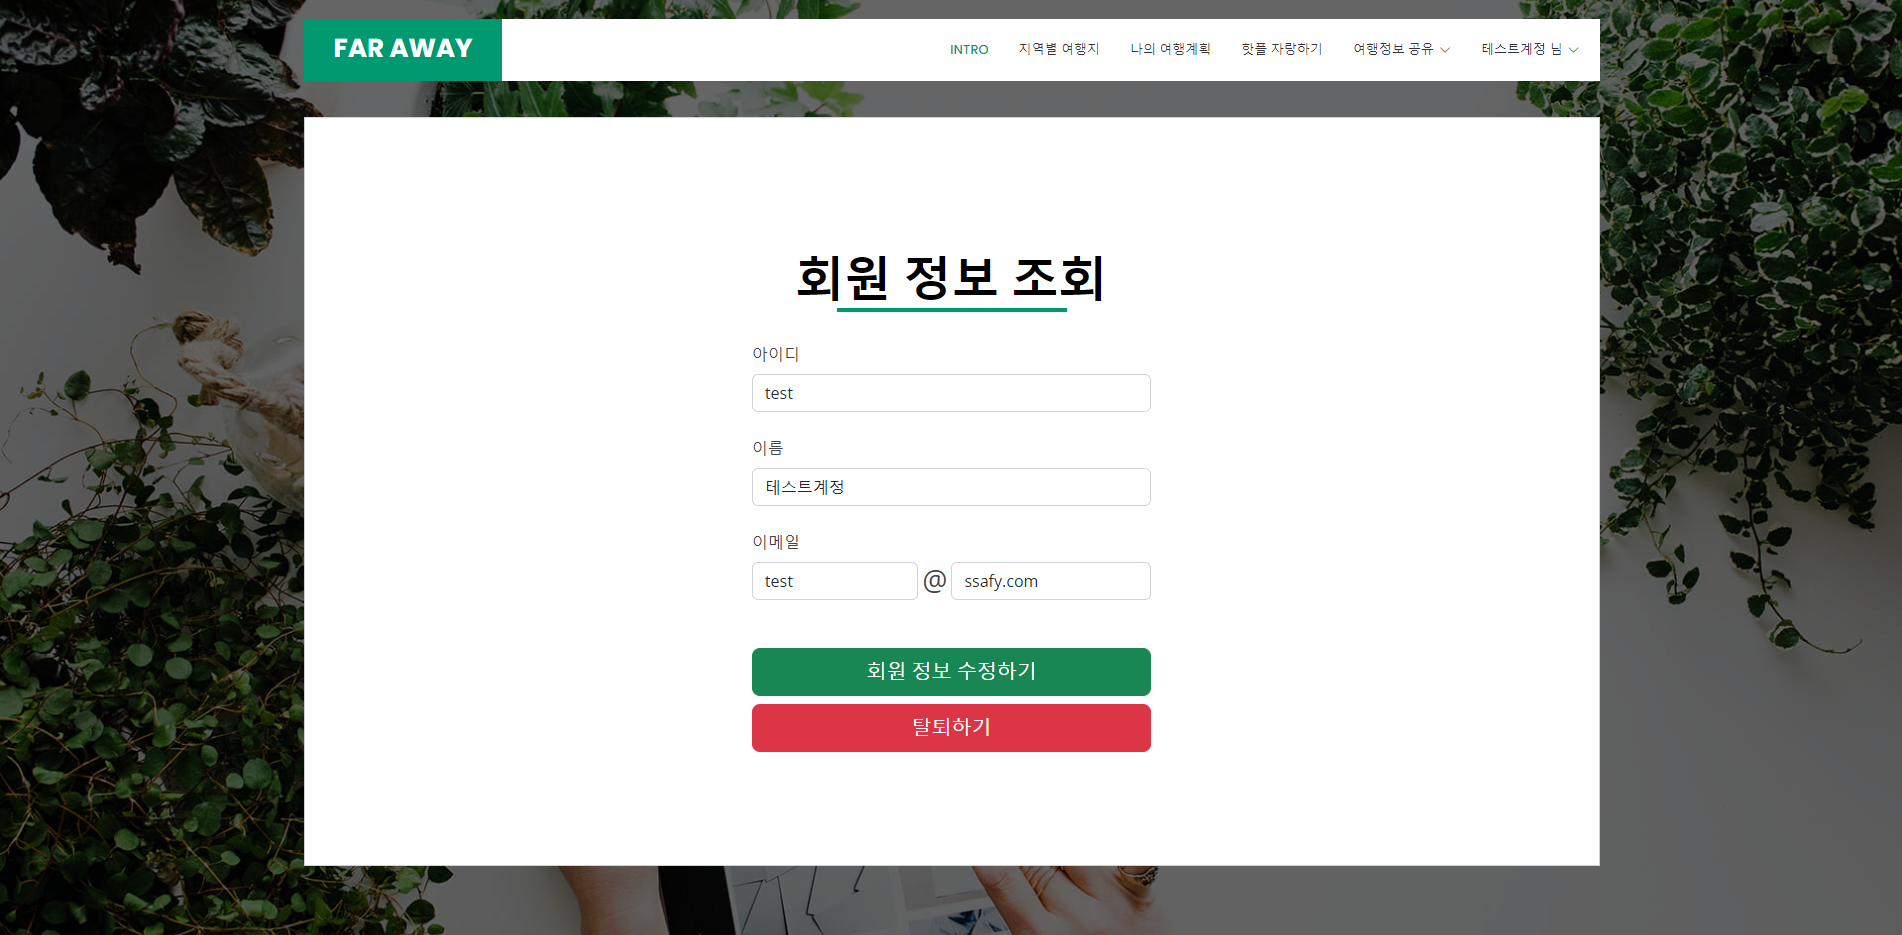 FAR AWAY
INTRO 지역별 여행지 나의 여행계획 핫플 자랑하기 여행정보 공유 테스트계정 님
회원 정보 조회
아이디
test
이름
테스트계정
이메일
test @ ssafy.com
회원 정보 수정하기
탈퇴하기